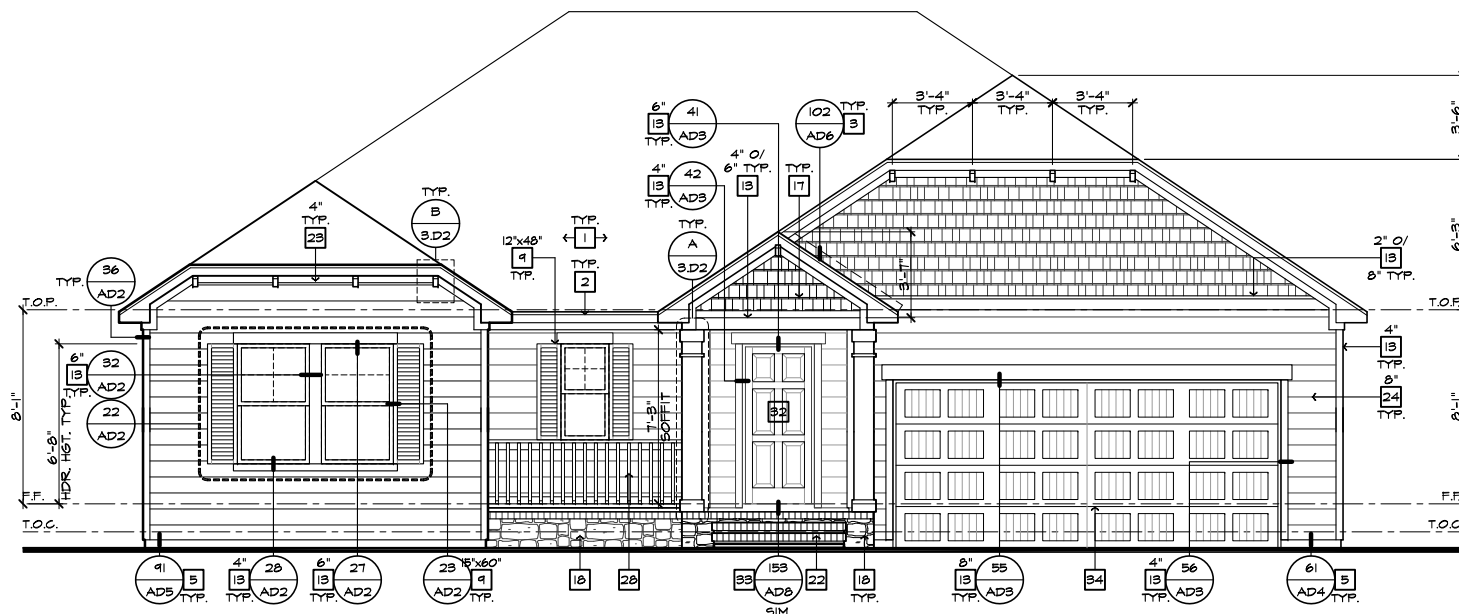 3'-4" 3'-4" 3'-4"
TYP. TYP. TYP.
3'-6"
6" 41 102 TYP.
13 AD3 AD6 3
TYP.
4" 42 4" O/
13 AD3 6" TYP. TYP.
TYP. 13 17
TYP.
B
3.D2
4"
TYP.
23
TYP.
A
3.D2
12"x48"
9
TYP.
TYP.
1
TYP.
2
TYP. 36
AD2
3'-7"
6'-3"
2" O/
13
8" TYP.
T.O.P.
6" 32
13 AD2
TYP.
22
AD2
8'-1"
6'-8"
HDR. HGT. TYP.
7'-3"
SOFFIT
32
4"
13
TYP.
8"
24
TYP.
8'-1"
F.F. F.F.
T.O.C.
91 5
AD5 TYP.
4" 28
13 AD2
TYP.
6" 27
13 AD2
TYP.
23 15"x60"
AD2 9
TYP.
18
28
33 153
AD8
SIM
22
18
TYP.
8" 55
13 AD3
TYP.
34
4" 56
13 AD3
TYP.
61 5
AD4 TYP.